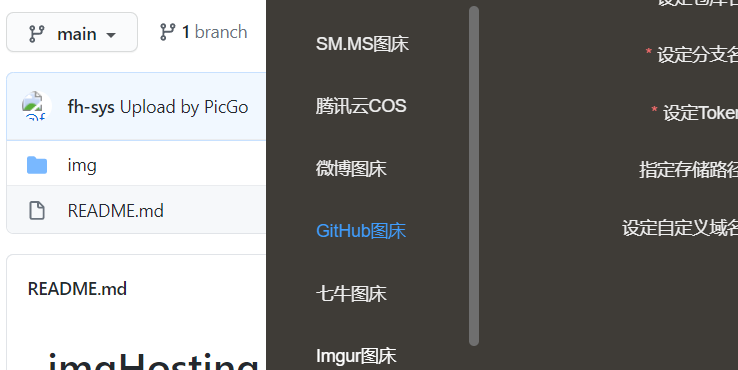 main
1 branch
fh-sys Upload by PicGo
img
README.md
README.md
imgHosting
SM.MS图床
腾讯云COS
微博图床
GitHub图床
七牛图床
Imgur图床
设定仓库名
* 设定分支名
* 设定Token
指定存储路径
设定自定义域名